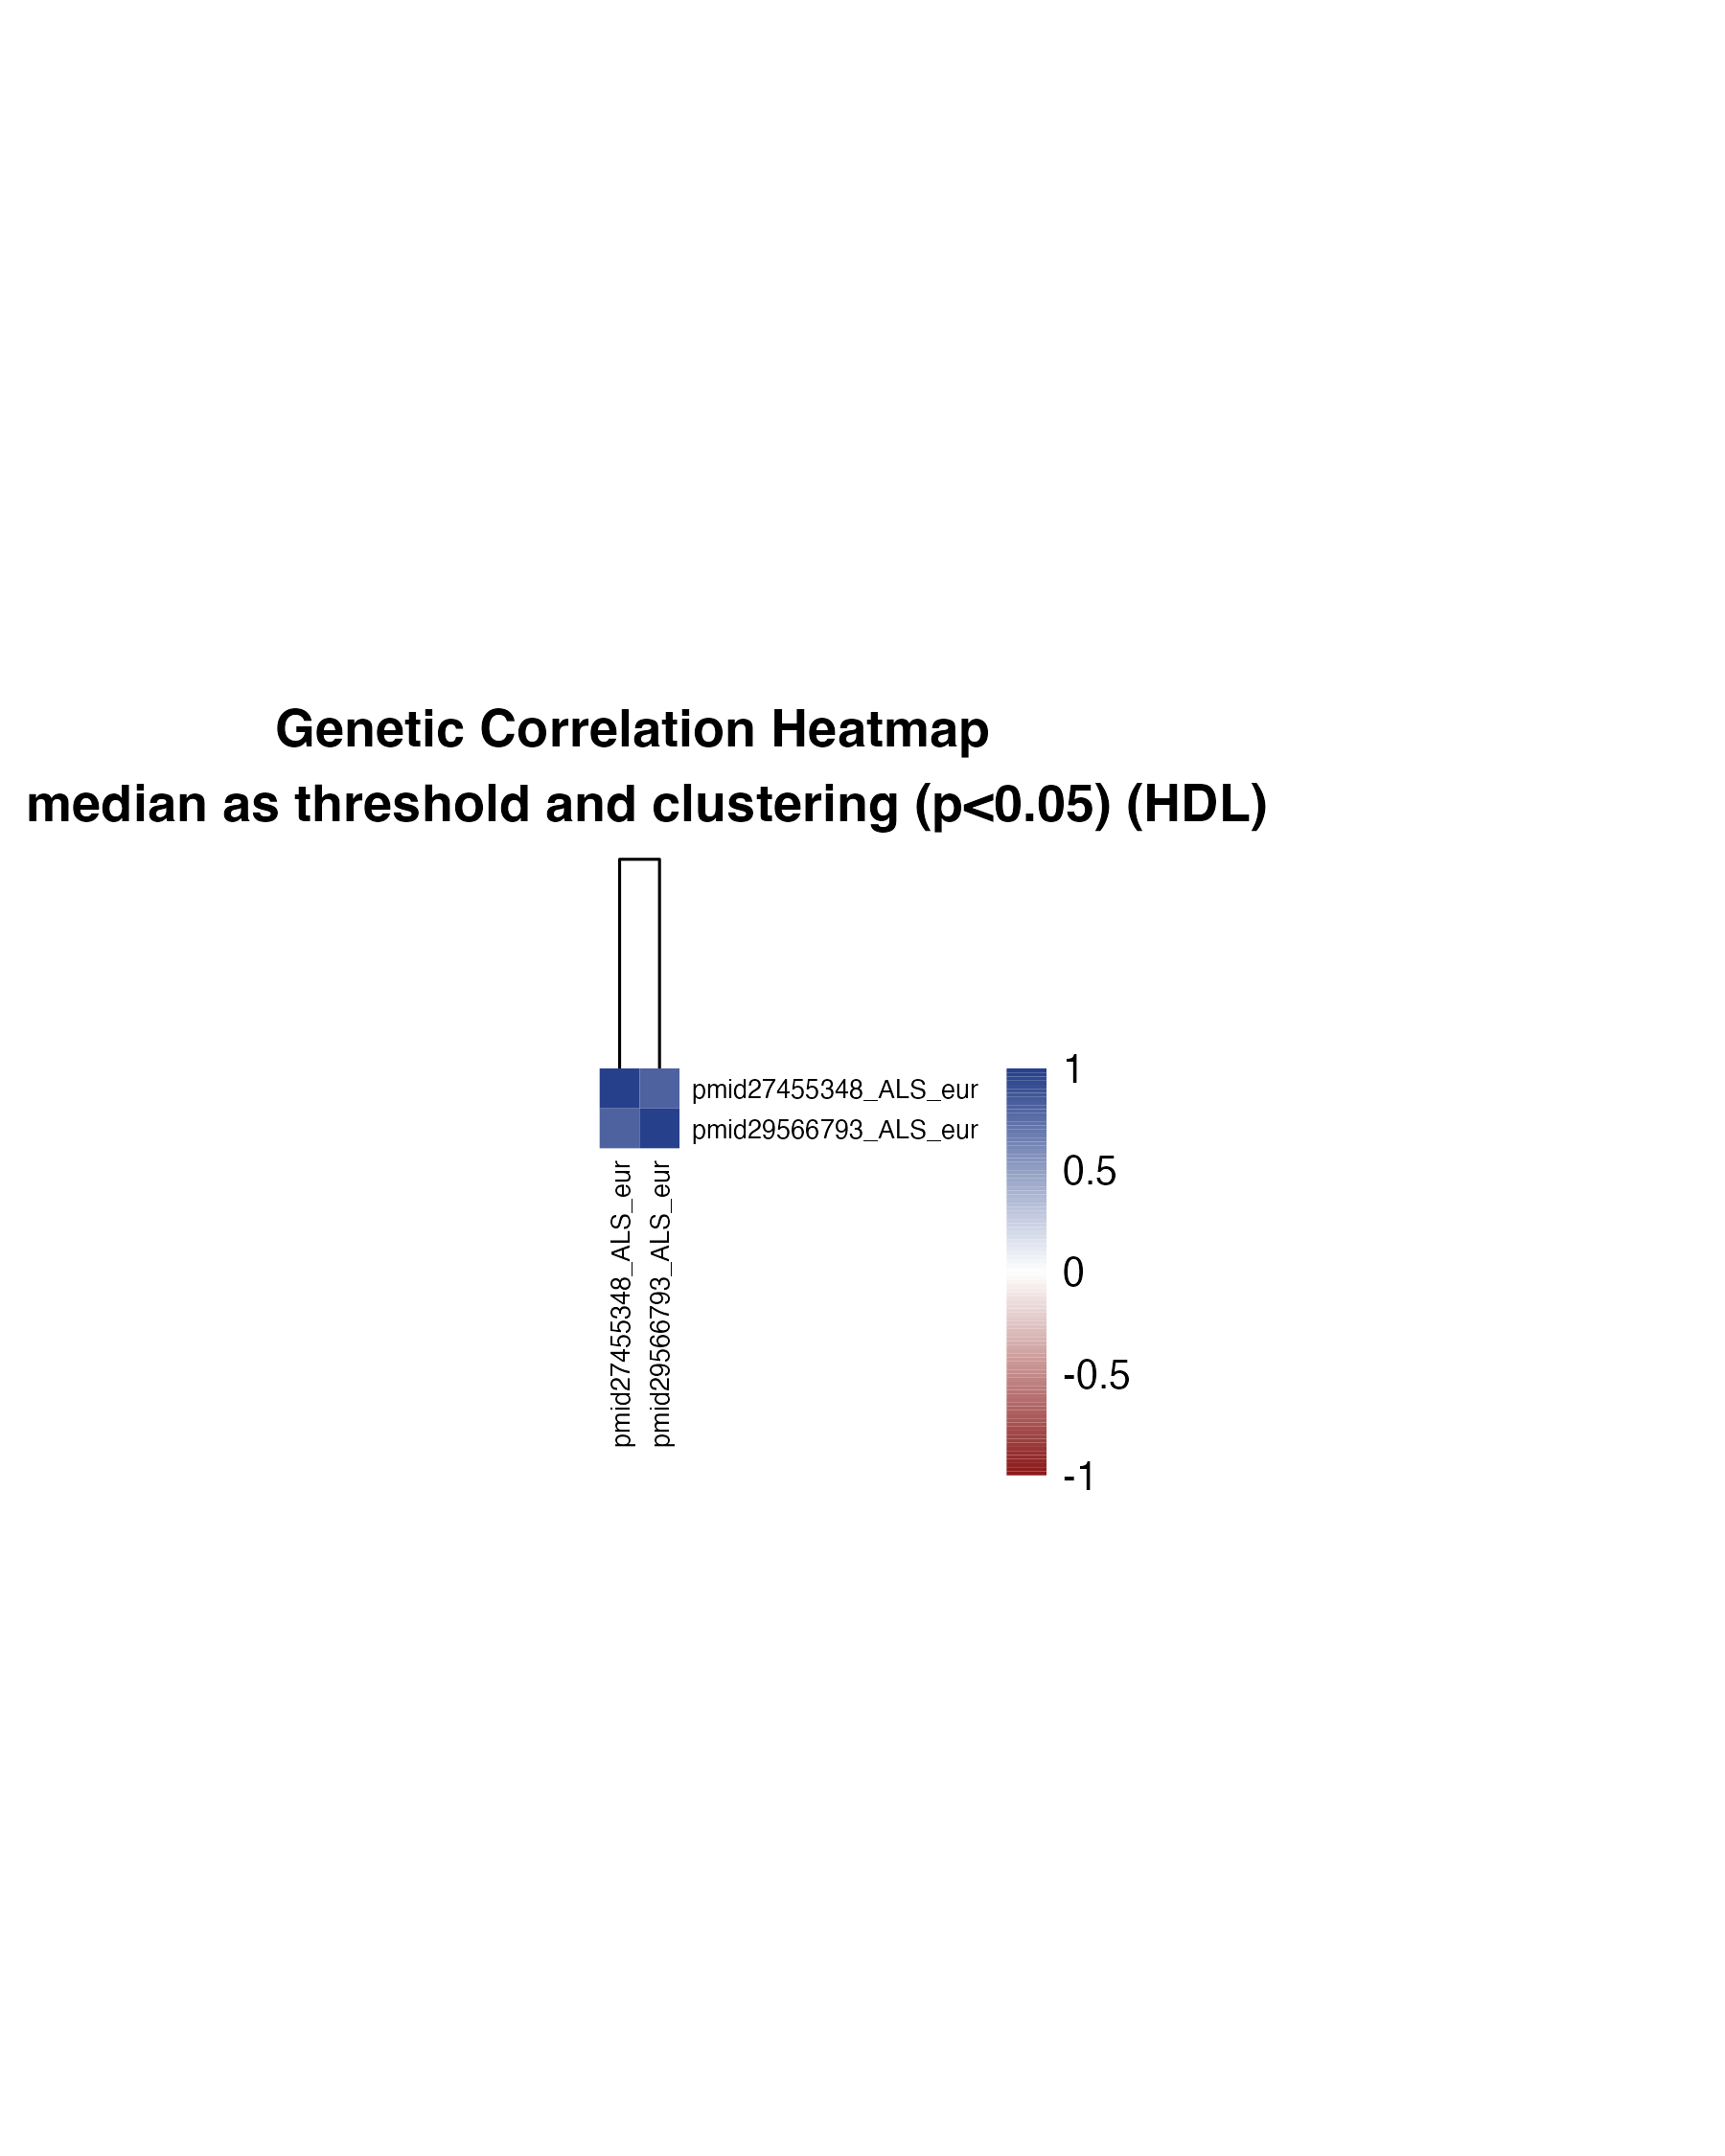 Genetic Correlation Heatmap
median as threshold and clustering (p<0.05) (HDL)
pmid27455348_ALS_eur
pmid29566793_ALS_eur
pmid27455348_ALS_eur
pmid29566793_ALS_eur
1
0.5
0
-0.5
-1